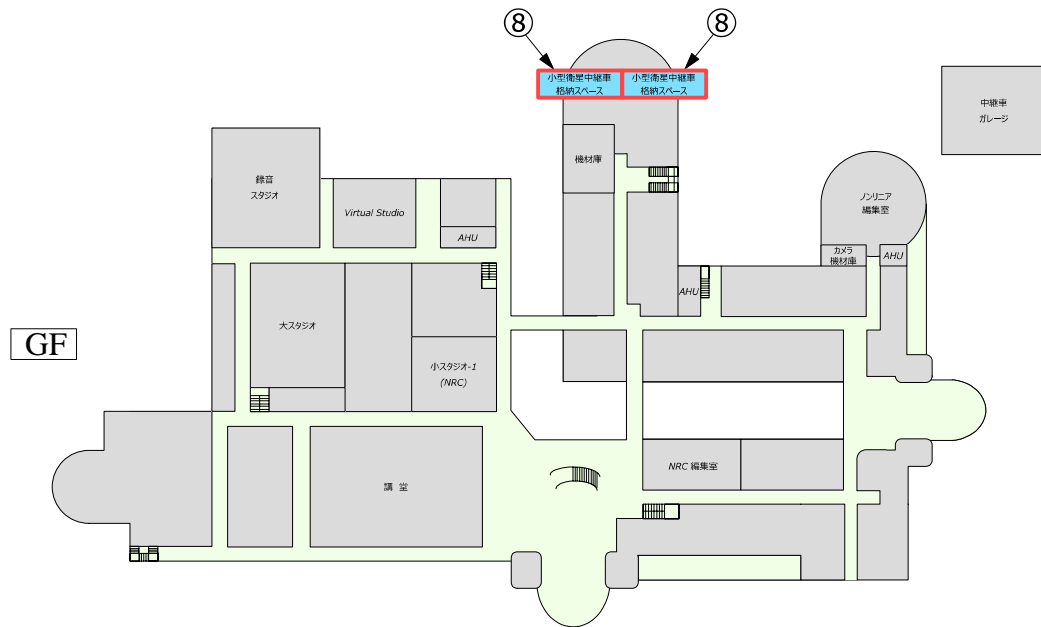 ⑧ ⑧
小型衛星中継車
格納スペース
小型衛星中継車
格納スペース
中継車
ガレージ
機材庫
録音
スタジオ
Virtual Studio
AHU
ノンリニア
編集室
カメラ
機材庫
AHU
AHU
大スタジオ
GF
小スタジオ-1
(NRC)
NRC 編集室
講 堂